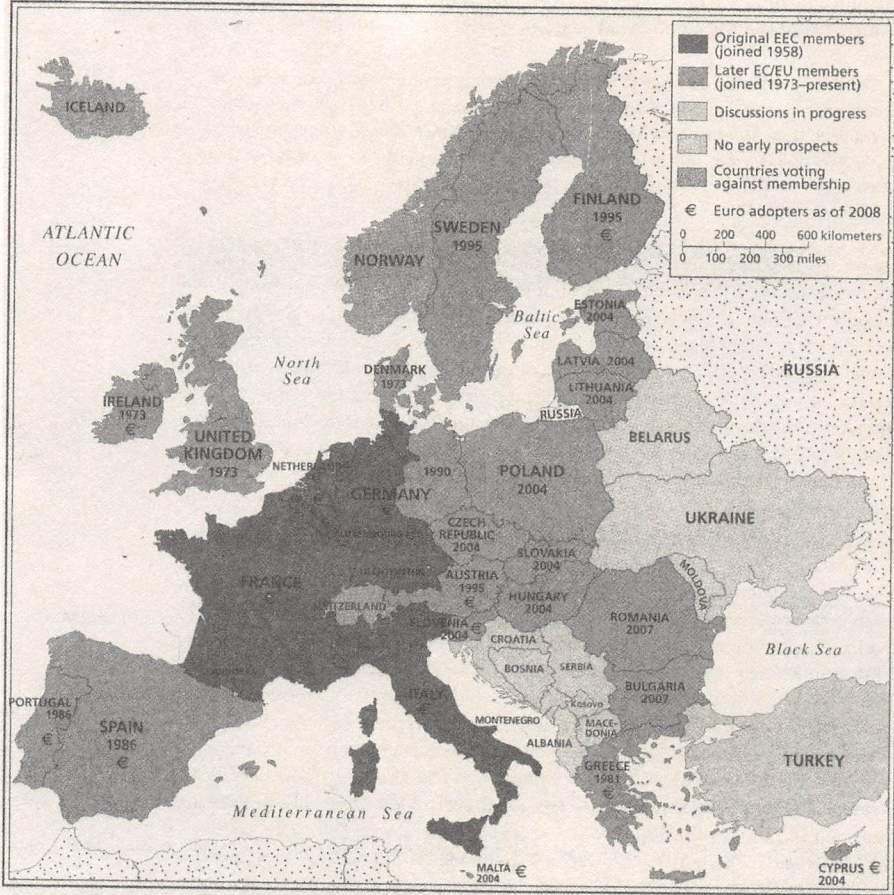 Original EEC members
(joined 1958)
Later EC/EU members
(joined 1973–present)
Discussions in progress
No early prospects
Countries voting
against membership
€ Euro adopters as of 2008
0 200 400 600 kilometers
0 100 200 300 miles
ICELAND
ATLANTIC
OCEAN
NORWAY
SWEDEN
1995
FINLAND
1995
€
Baltic
Sea
ESTONIA
2004
LATVIA 2004
LITHUANIA
2004
RUSSIA
RUSSIA
North
Sea
DENMARK
1973
IRELAND
1973
€
UNITED
KINGDOM
1973
GERMANY
1990
POLAND
2004
BELARUS
UKRAINE
MOLDOVA
CZECH
REPUBLIC
2004
SLOVAKIA
2004
AUSTRIA
1995
€
HUNGARY
2004
FRANCE
SWITZERLAND
SLOVENIA
2004 €
CROATIA
BOSNIA
SERBIA
Kosovo
ROMANIA
2007
BULGARIA
2007
Black Sea
PORTUGAL
1986
€
SPAIN
1986
€
ITALY
€
MONTENEGRO
MACE-
DONIA
ALBANIA
GREECE
1981
€
TURKEY
Mediterranean Sea
MALTA €
2004
CYPRUS €
2004